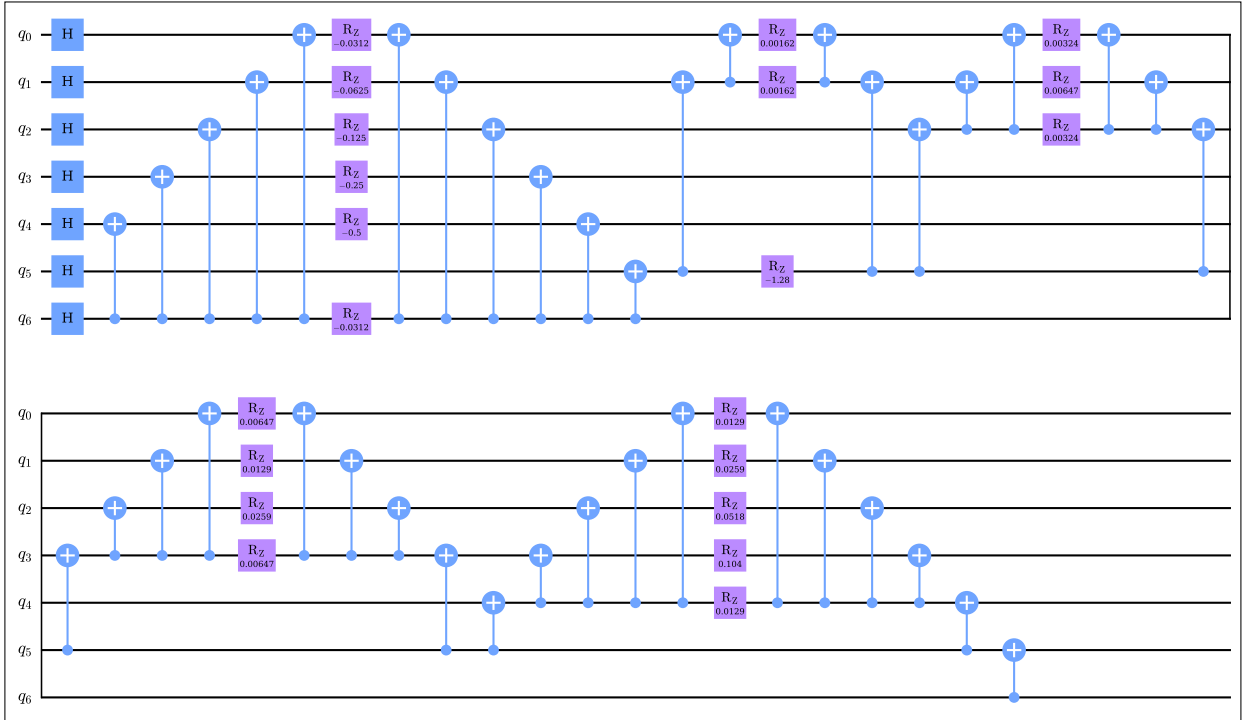 q0 H RZ −0.0312 RZ 0.00162 RZ 0.00324
q1 H RZ −0.0625 RZ 0.00162 RZ 0.00647
q2 H RZ −0.125 RZ 0.00324
q3 H RZ −0.25
q4 H RZ −0.5
q5 H RZ −1.28
q6 H RZ −0.0312
q0 RZ 0.00647 RZ 0.0129
q1 RZ 0.0129 RZ 0.0259
q2 RZ 0.0259 RZ 0.0518
q3 RZ 0.00647 RZ 0.104
q4 RZ 0.0129
q5
q6